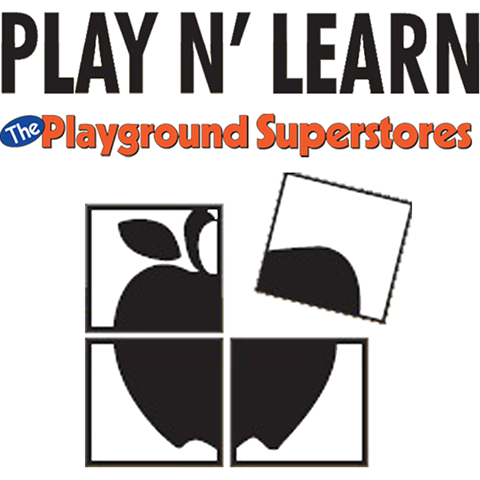 PLAY N' LEARN
The Playground Superstores